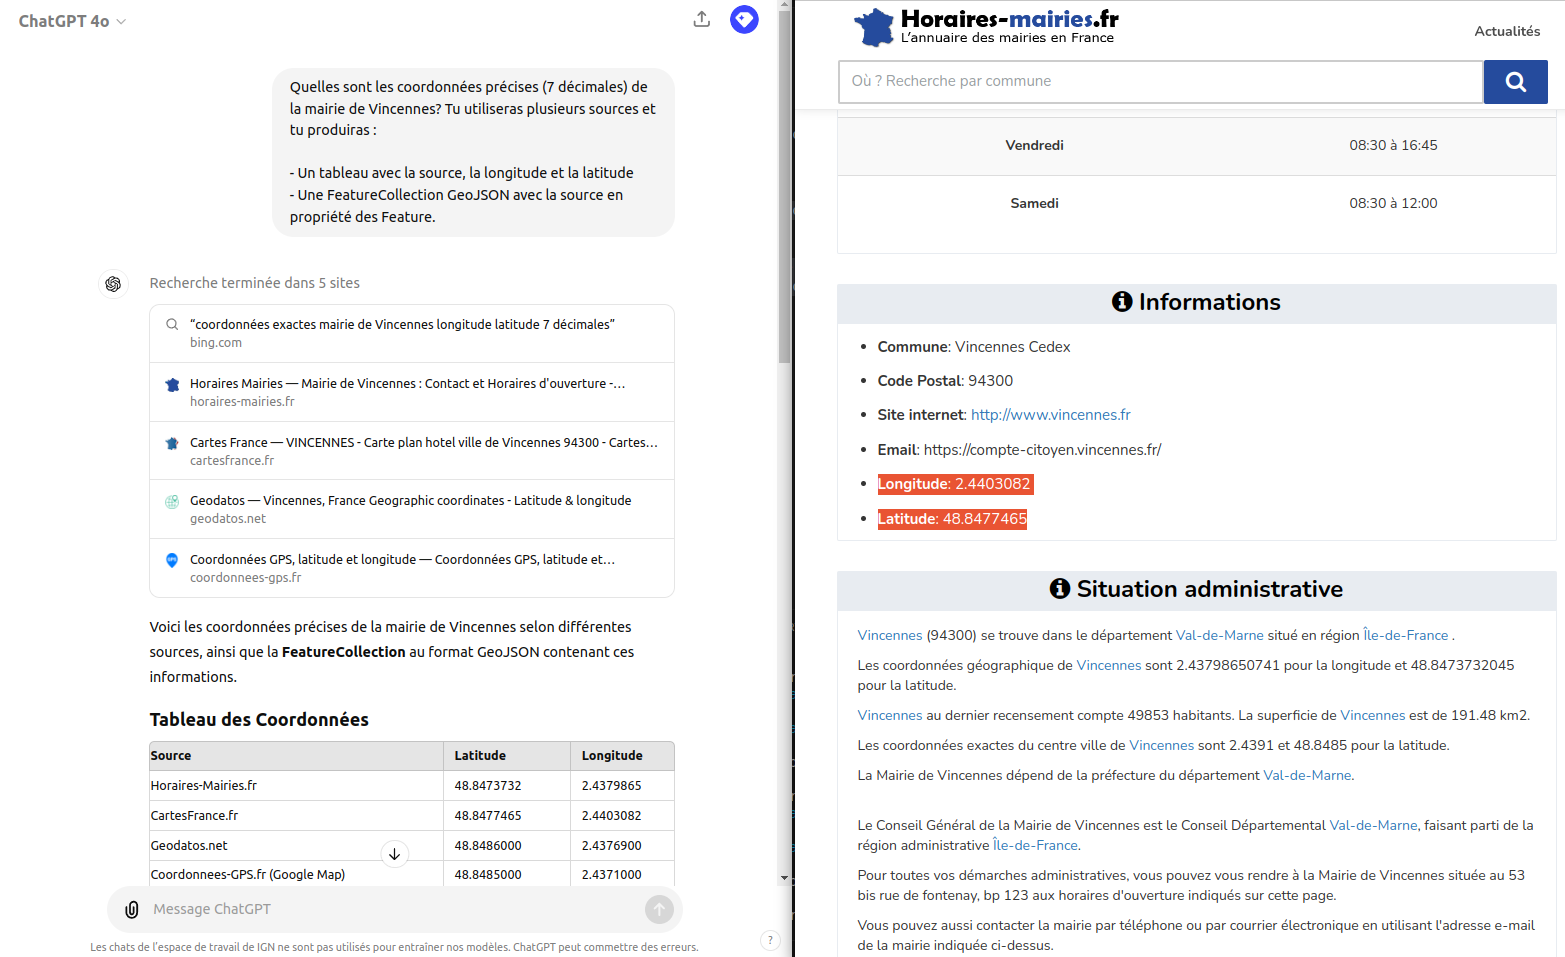 ChatGPT 4o
Quelles sont les coordonnées précises (7 décimales) de
la mairie de Vincennes? Tu utiliseras plusieurs sources et
tu produiras :
- Un tableau avec la source, la longitude et la latitude
- Une FeatureCollection GeoJSON avec la source en
propriété des Feature.
Recherche terminée dans 5 sites
“coordonnées exactes mairie de Vincennes longitude latitude 7 décimales”
bing.com
Horaires Mairies — Mairie de Vincennes : Contact et Horaires d'ouverture -...
horaires-mairies.fr
Cartes France — VINCENNES - Carte plan hotel ville de Vincennes 94300 - Cartes...
cartesfrance.fr
Geodatos — Vincennes, France Geographic coordinates - Latitude & longitude
geodatos.net
Coordonnées GPS, latitude et longitude — Coordonnées GPS, latitude et...
coordonnees-gps.fr
Voici les coordonnées précises de la mairie de Vincennes selon différentes
sources, ainsi que la FeatureCollection au format GeoJSON contenant ces
informations.
Tableau des Coordonnées
Source Latitude Longitude
Horaires-Mairies.fr 48.8473732 2.4379865
CartesFrance.fr 48.8477465 2.4403082
Geodatos.net 48.8486000 2.4376900
Coordonnees-GPS.fr (Google Map) 48.8485000 2.4371000
Message ChatGPT
Les chats de l'espace de travail de IGN ne sont pas utilisés pour entraîner nos modèles. ChatGPT peut commettre des erreurs.
?
Horaires-mairies.fr
L'annuaire des mairies en France
Actualités
Où ? Recherche par commune
Vendredi 08:30 à 16:45
Samedi 08:30 à 12:00
Informations
Commune: Vincennes Cedex
Code Postal: 94300
Site internet: http://www.vincennes.fr
Email: https://compte-citoyen.vincennes.fr/
Longitude: 2.4403082
Latitude: 48.8477465
Situation administrative
Vincennes (94300) se trouve dans le département Val-de-Marne situé en région Île-de-France .
Les coordonnées géographique de Vincennes sont 2.43798650741 pour la longitude et 48.8473732045
pour la latitude.
Vincennes au dernier recensement compte 49853 habitants. La superficie de Vincennes est de 191.48 km2.
Les coordonnées exactes du centre ville de Vincennes sont 2.4391 et 48.8485 pour la latitude.
La Mairie de Vincennes dépend de la préfecture du département Val-de-Marne.
Le Conseil Général de la Mairie de Vincennes est le Conseil Départemental Val-de-Marne, faisant parti de la
région administrative Île-de-France.
Pour toutes vos démarches administratives, vous pouvez vous rendre à la Mairie de Vincennes située au 53
bis rue de fontenay, bp 123 aux horaires d'ouverture indiqués sur cette page.
Vous pouvez aussi contacter la mairie par téléphone ou par courrier électronique en utilisant l'adresse e-mail
de la mairie indiquée ci-dessus.